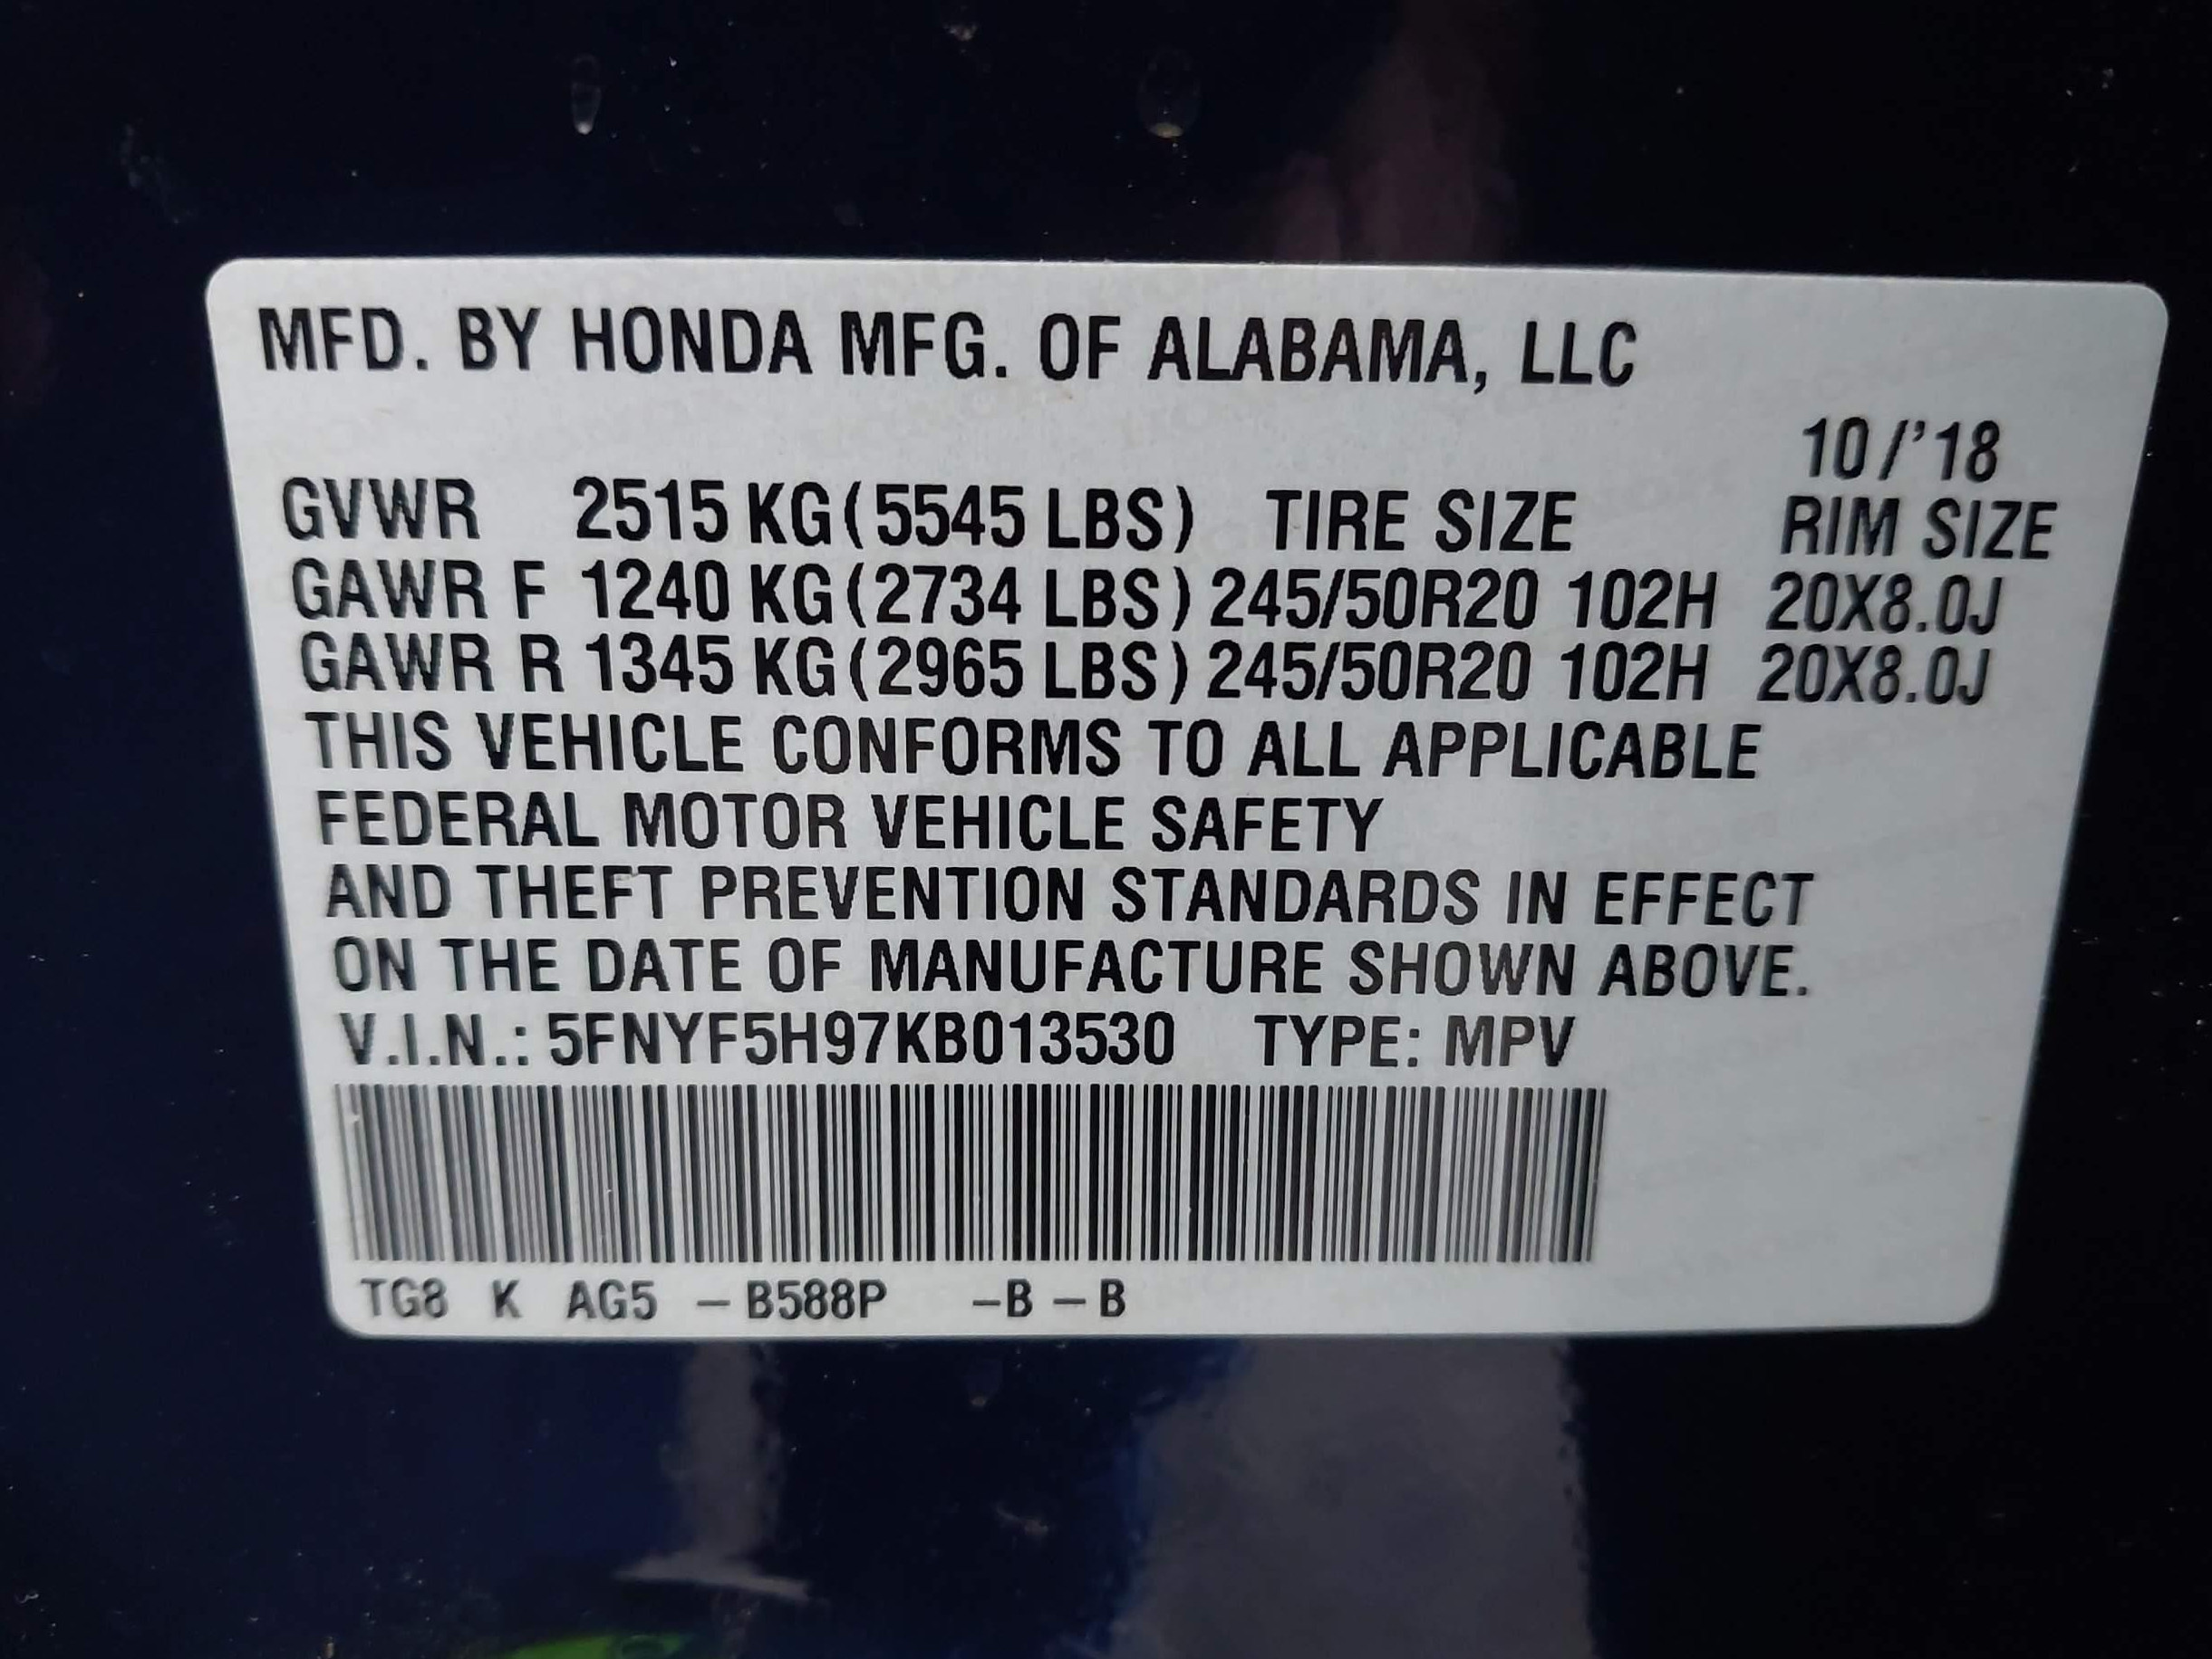 MFD. BY HONDA MFG. OF ALABAMA, LLC
10/'18
GVWR 2515 KG(5545 LBS) TIRE SIZE RIM SIZE
GAWR F 1240 KG(2734 LBS) 245/50R20 102H 20X8.0J
GAWR R 1345 KG(2965 LBS) 245/50R20 102H 20X8.0J
THIS VEHICLE CONFORMS TO ALL APPLICABLE
FEDERAL MOTOR VEHICLE SAFETY
AND THEFT PREVENTION STANDARDS IN EFFECT
ON THE DATE OF MANUFACTURE SHOWN ABOVE.
V.I.N.: 5FNYF5H97KB013530 TYPE: MPV
TG8 K AG5 – B588P –B – B